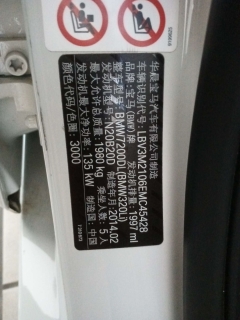 华晨宝马汽车有限公司制造
车辆识别代号:LBV3M2106EMC45428
品牌:宝马(BMW)牌 发动机排量:1997 ml
整车型号:BMW7200DL(BMW320Li)
发动机型号:N20B20D 制造年月:2014.02
最大允许总质量:1980kg 乘坐人数:5人
发动机最大净功率:135 kW 制造国:中国
颜色代码/色圈:3000